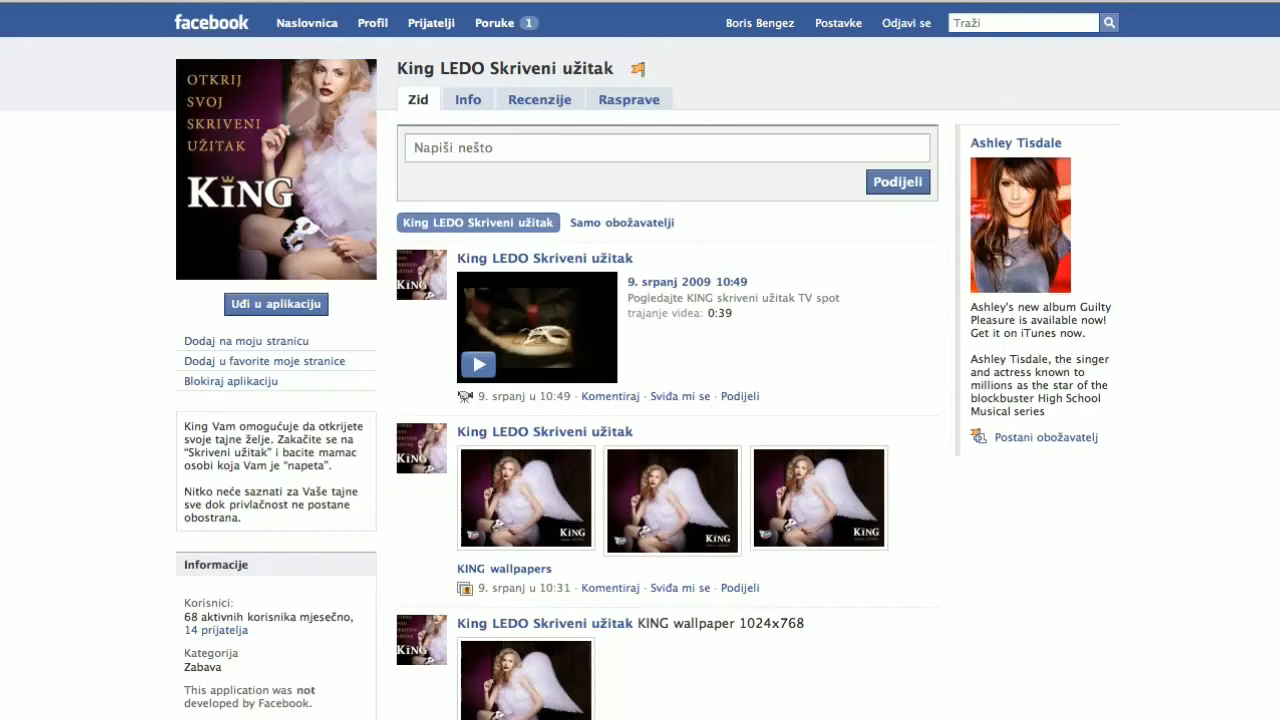 facebook Naslovnica Profil Prijatelji Poruke 1 Boris Bengez Postavke Odjavi se Traži
OTKRIJ
SVOJ
SKRIVENI
UŽITAK
KING
Uđi u aplikaciju
Dodaj na moju stranicu
Dodaj u favorite moje stranice
Blokiraj aplikaciju
King Vam omogućuje da otkrijete
svoje tajne želje. Zakačite se na
“Skriveni užitak” i bacite mamac
osobi koja Vam je “napeta”.
Nitko neće saznati za Vaše tajne
sve dok privlačnost ne postane
obostrana.
Informacije
Korisnici:
68 aktivnih korisnika mjesečno,
14 prijatelja
Kategorija
Zabava
This application was not
developed by Facebook.
King LEDO Skriveni užitak
Zid Info Recenzije Rasprave
Napiši nešto
Podijeli
King LEDO Skriveni užitak Samo obožavatelji
King LEDO Skriveni užitak
9. srpanj 2009 10:49
Pogledajte KING skriveni užitak TV spot
trajanje videa: 0:39
9. srpanj u 10:49 · Komentiraj · Sviđa mi se · Podijeli
King LEDO Skriveni užitak
KING
KING
KING
KING wallpapers
9. srpanj u 10:31 · Komentiraj · Sviđa mi se · Podijeli
King LEDO Skriveni užitak KING wallpaper 1024x768
Ashley Tisdale
Ashley's new album Guilty
Pleasure is available now!
Get it on iTunes now.
Ashley Tisdale, the singer
and actress known to
millions as the star of the
blockbuster High School
Musical series
Postani obožavatelj